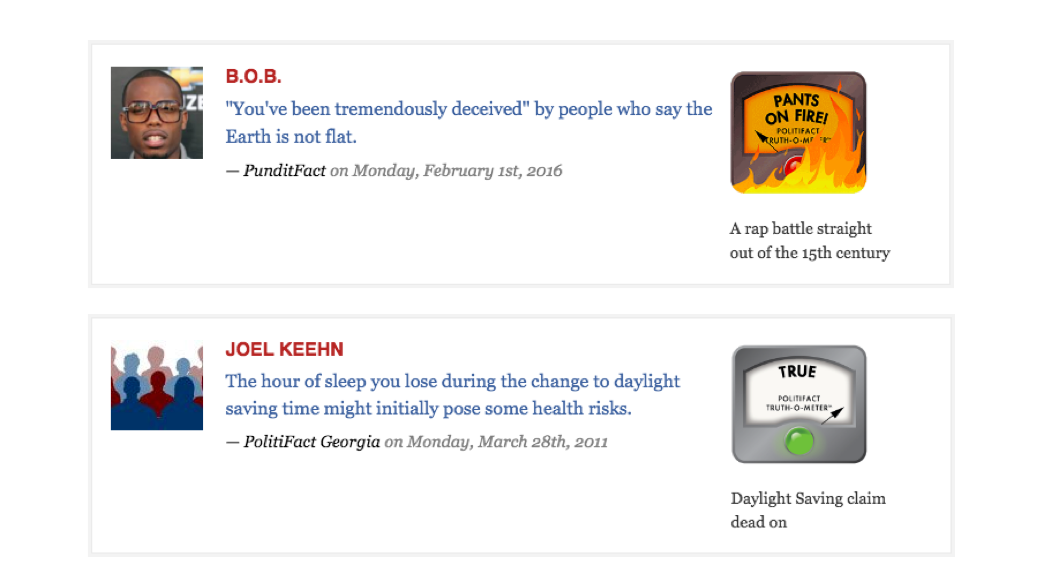 B.O.B.
"You've been tremendously deceived" by people who say the
Earth is not flat.
— PunditFact on Monday, February 1st, 2016
PANTS
ON FIRE!
POLITIFACT
TRUTH-O-METER™
A rap battle straight
out of the 15th century
JOEL KEEHN
The hour of sleep you lose during the change to daylight
saving time might initially pose some health risks.
— PolitiFact Georgia on Monday, March 28th, 2011
TRUE
POLITIFACT
TRUTH-O-METER™
Daylight Saving claim
dead on